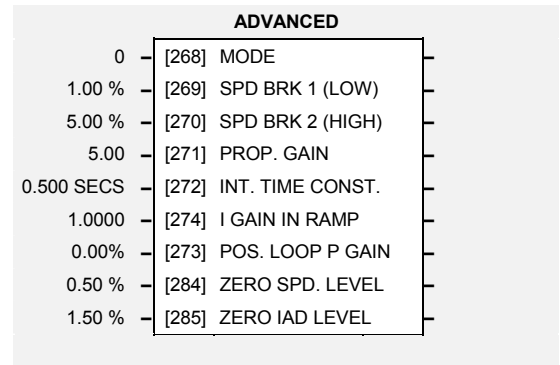 ADVANCED
0 – [268] MODE –
1.00 % – [269] SPD BRK 1 (LOW) –
5.00 % – [270] SPD BRK 2 (HIGH) –
5.00 – [271] PROP. GAIN –
0.500 SECS – [272] INT. TIME CONST. –
1.0000 – [274] I GAIN IN RAMP –
0.00% – [273] POS. LOOP P GAIN –
0.50 % – [284] ZERO SPD. LEVEL –
1.50 % – [285] ZERO IAD LEVEL –